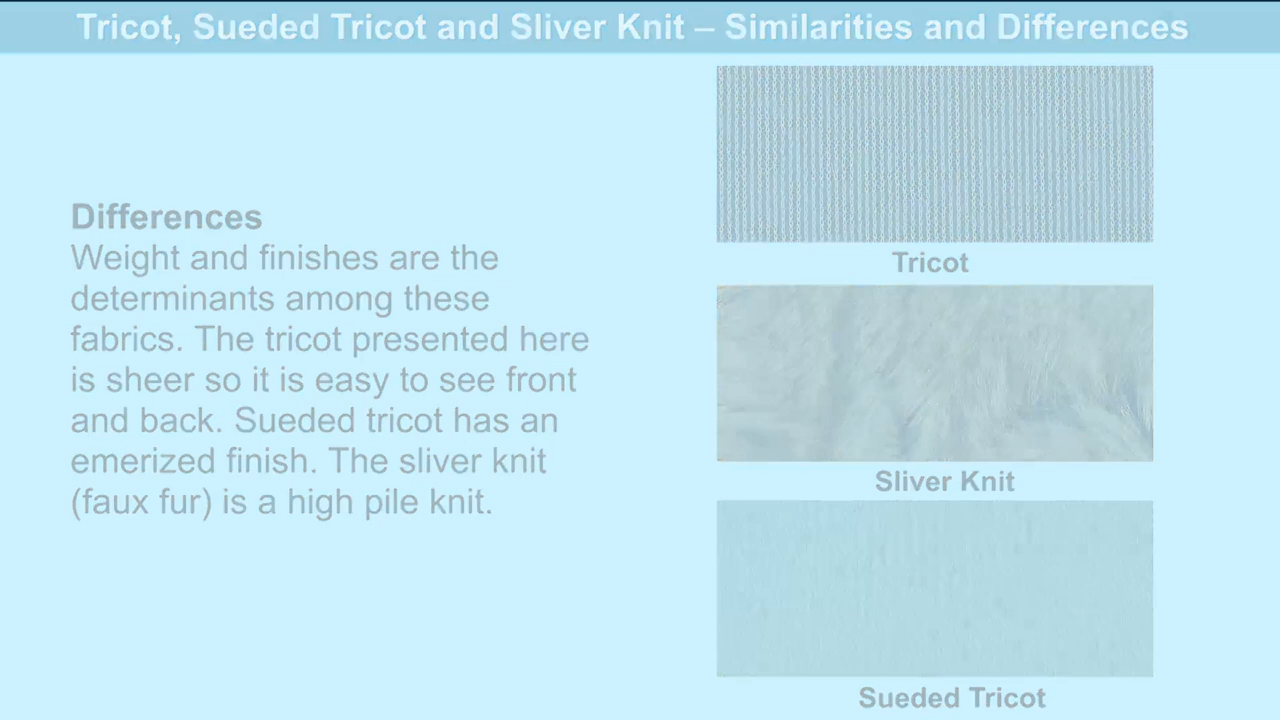 Tricot, Sueded Tricot and Sliver Knit – Similarities and Differences
Differences
Weight and finishes are the
determinants among these
fabrics. The tricot presented here
is sheer so it is easy to see front
and back. Sueded tricot has an
emerized finish. The sliver knit
(faux fur) is a high pile knit.
Tricot
Sliver Knit
Sueded Tricot